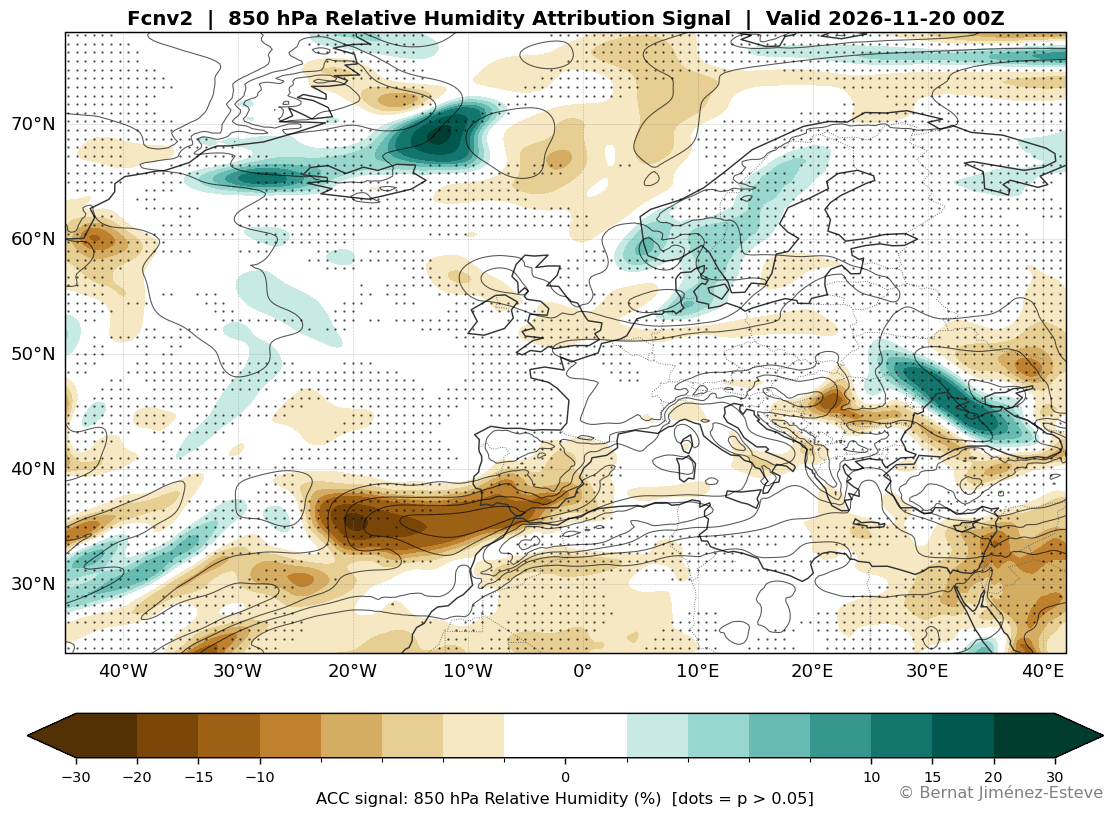 Fcnv2 | 850 hPa Relative Humidity Attribution Signal | Valid 2026-11-20 00Z
70°N
60°N
50°N
40°N
30°N
40°W 30°W 20°W 10°W 0° 10°E 20°E 30°E 40°E
−30 −20 −15 −10 0 10 15 20 30
ACC signal: 850 hPa Relative Humidity (%) [dots = p > 0.05]
© Bernat Jiménez-Esteve